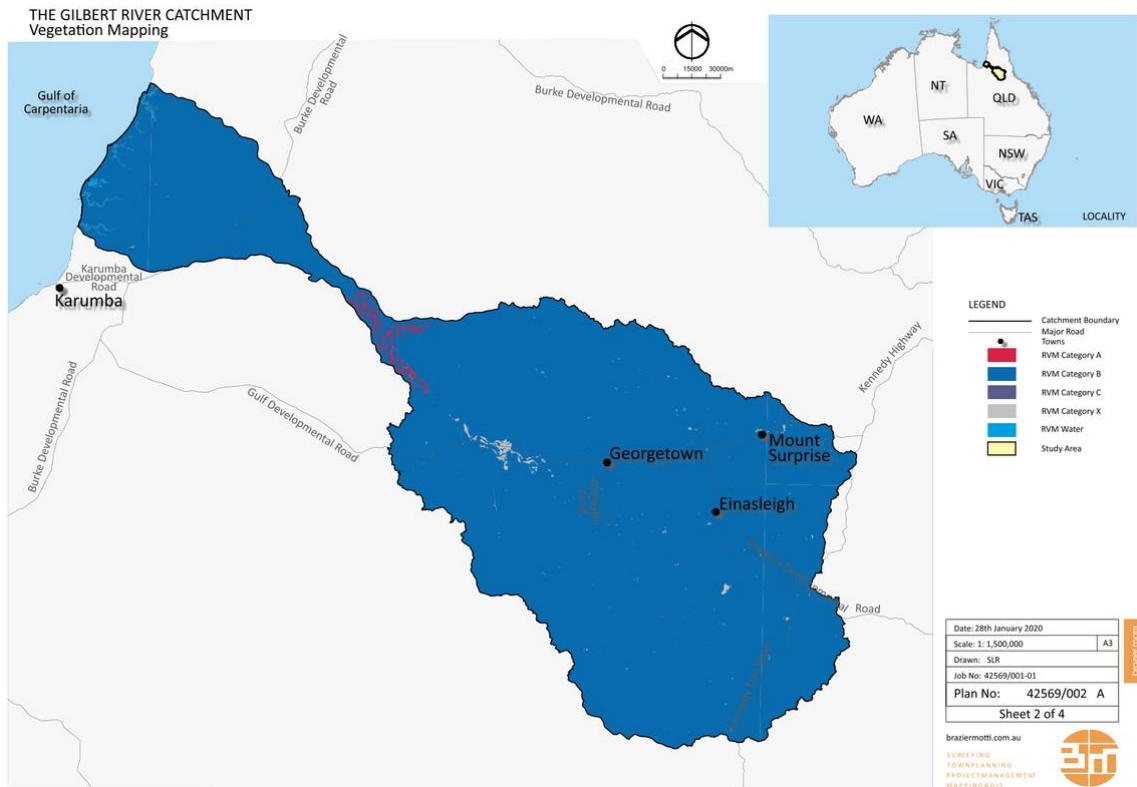 THE GILBERT RIVER CATCHMENT
Vegetation Mapping
0 15000 30000m
Gulf of
Carpentaria
Burke Developmental
Road
Burke Developmental Road
WA
NT
SA
QLD
NSW
VIC
TAS
LOCALITY
Karumba
Developmental
Road
Karumba
Burke Developmental Road
Gulf Developmental Road
Kennedy Highway
Georgetown
Mount
Surprise
Einasleigh
Developmental Road
LEGEND
Catchment Boundary
Major Road
Towns
RVM Category A
RVM Category B
RVM Category C
RVM Category X
RVM Water
Study Area
Date: 28th January 2020
Scale: 1: 1,500,000
A3
Drawn: SLR
Job No: 42569/001-01
Plan No: 42569/002 A
Sheet 2 of 4
braziermotti.com.au
SURVEYING
TOWNPLANNING
PROJECTMANAGEMENT
MAPPING&GIS